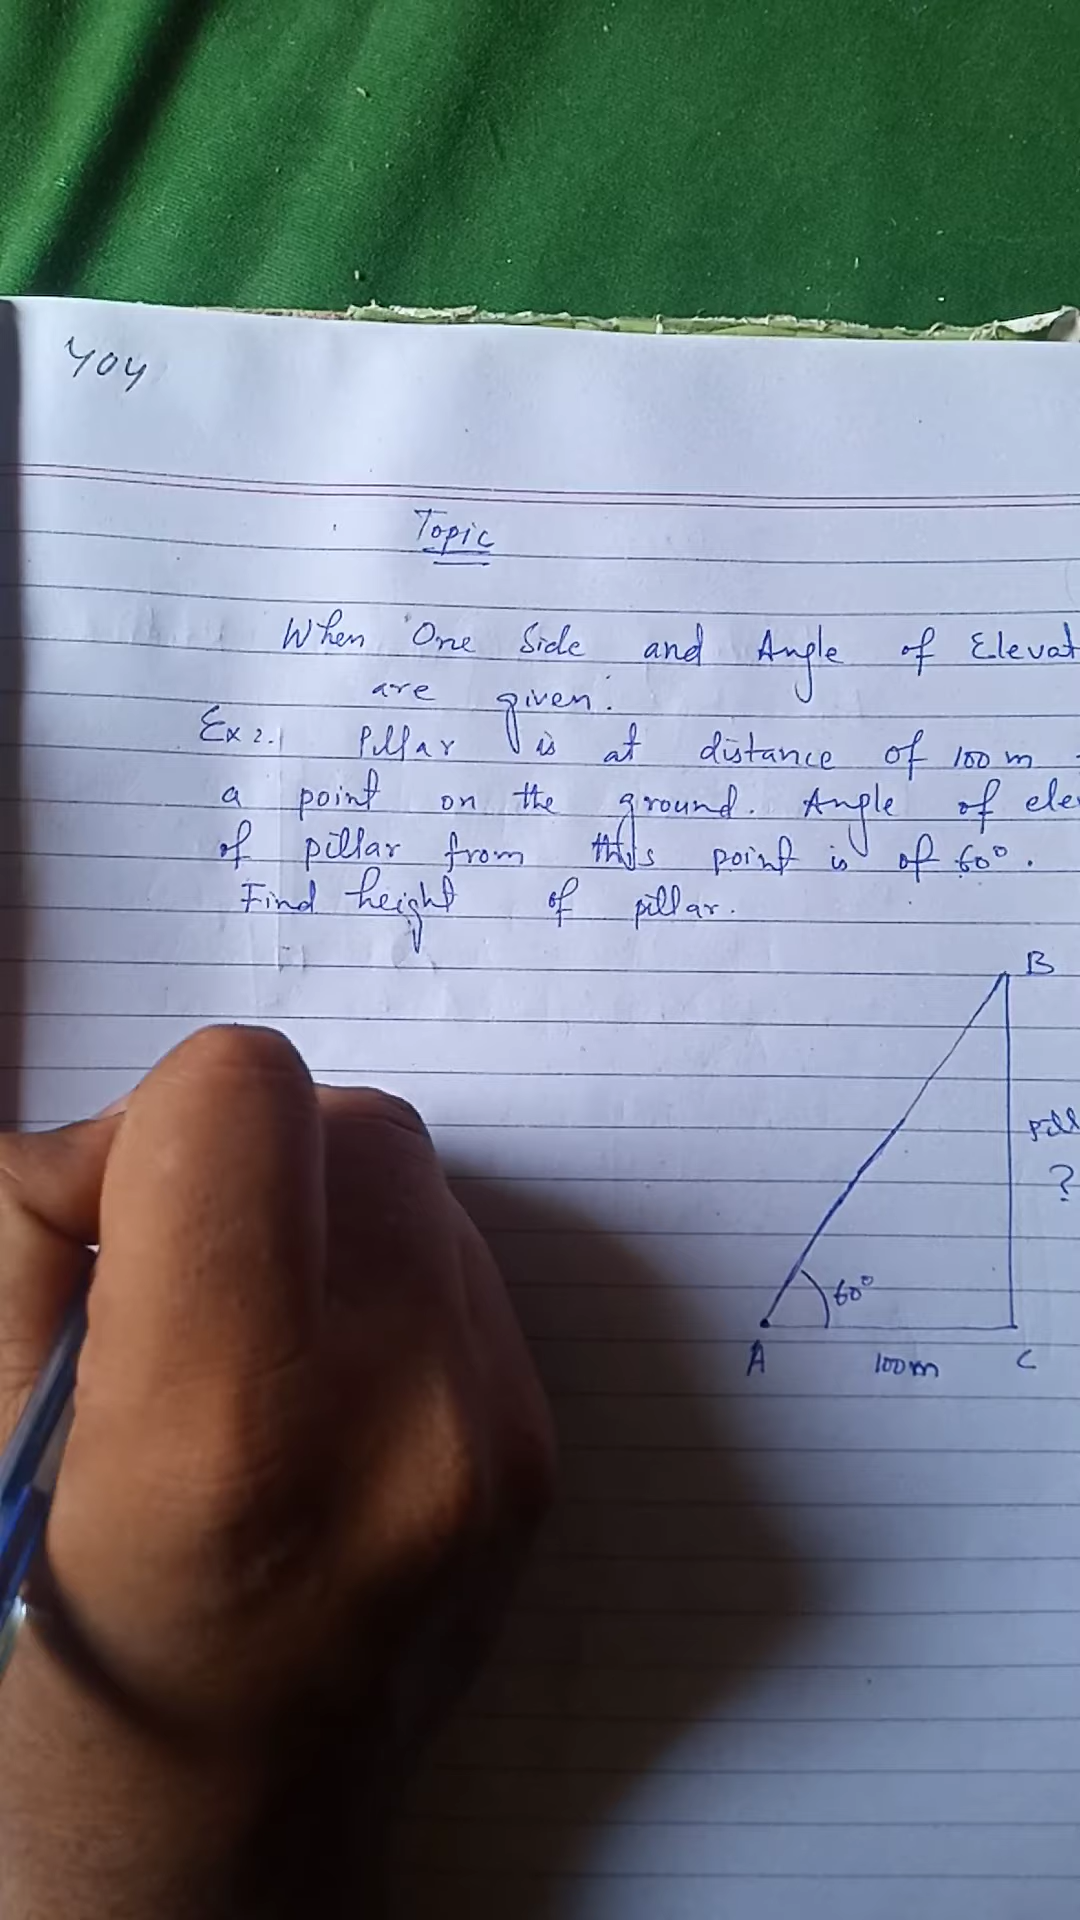 404
Topic
When One Side and Angle of Elevat
are given.
Ex 2. Pillar is at distance of 100 m
a point on the ground. Angle of ele
of pillar from this point is of 60°.
Find height of pillar.
B
pill
?
60°
A 100m C